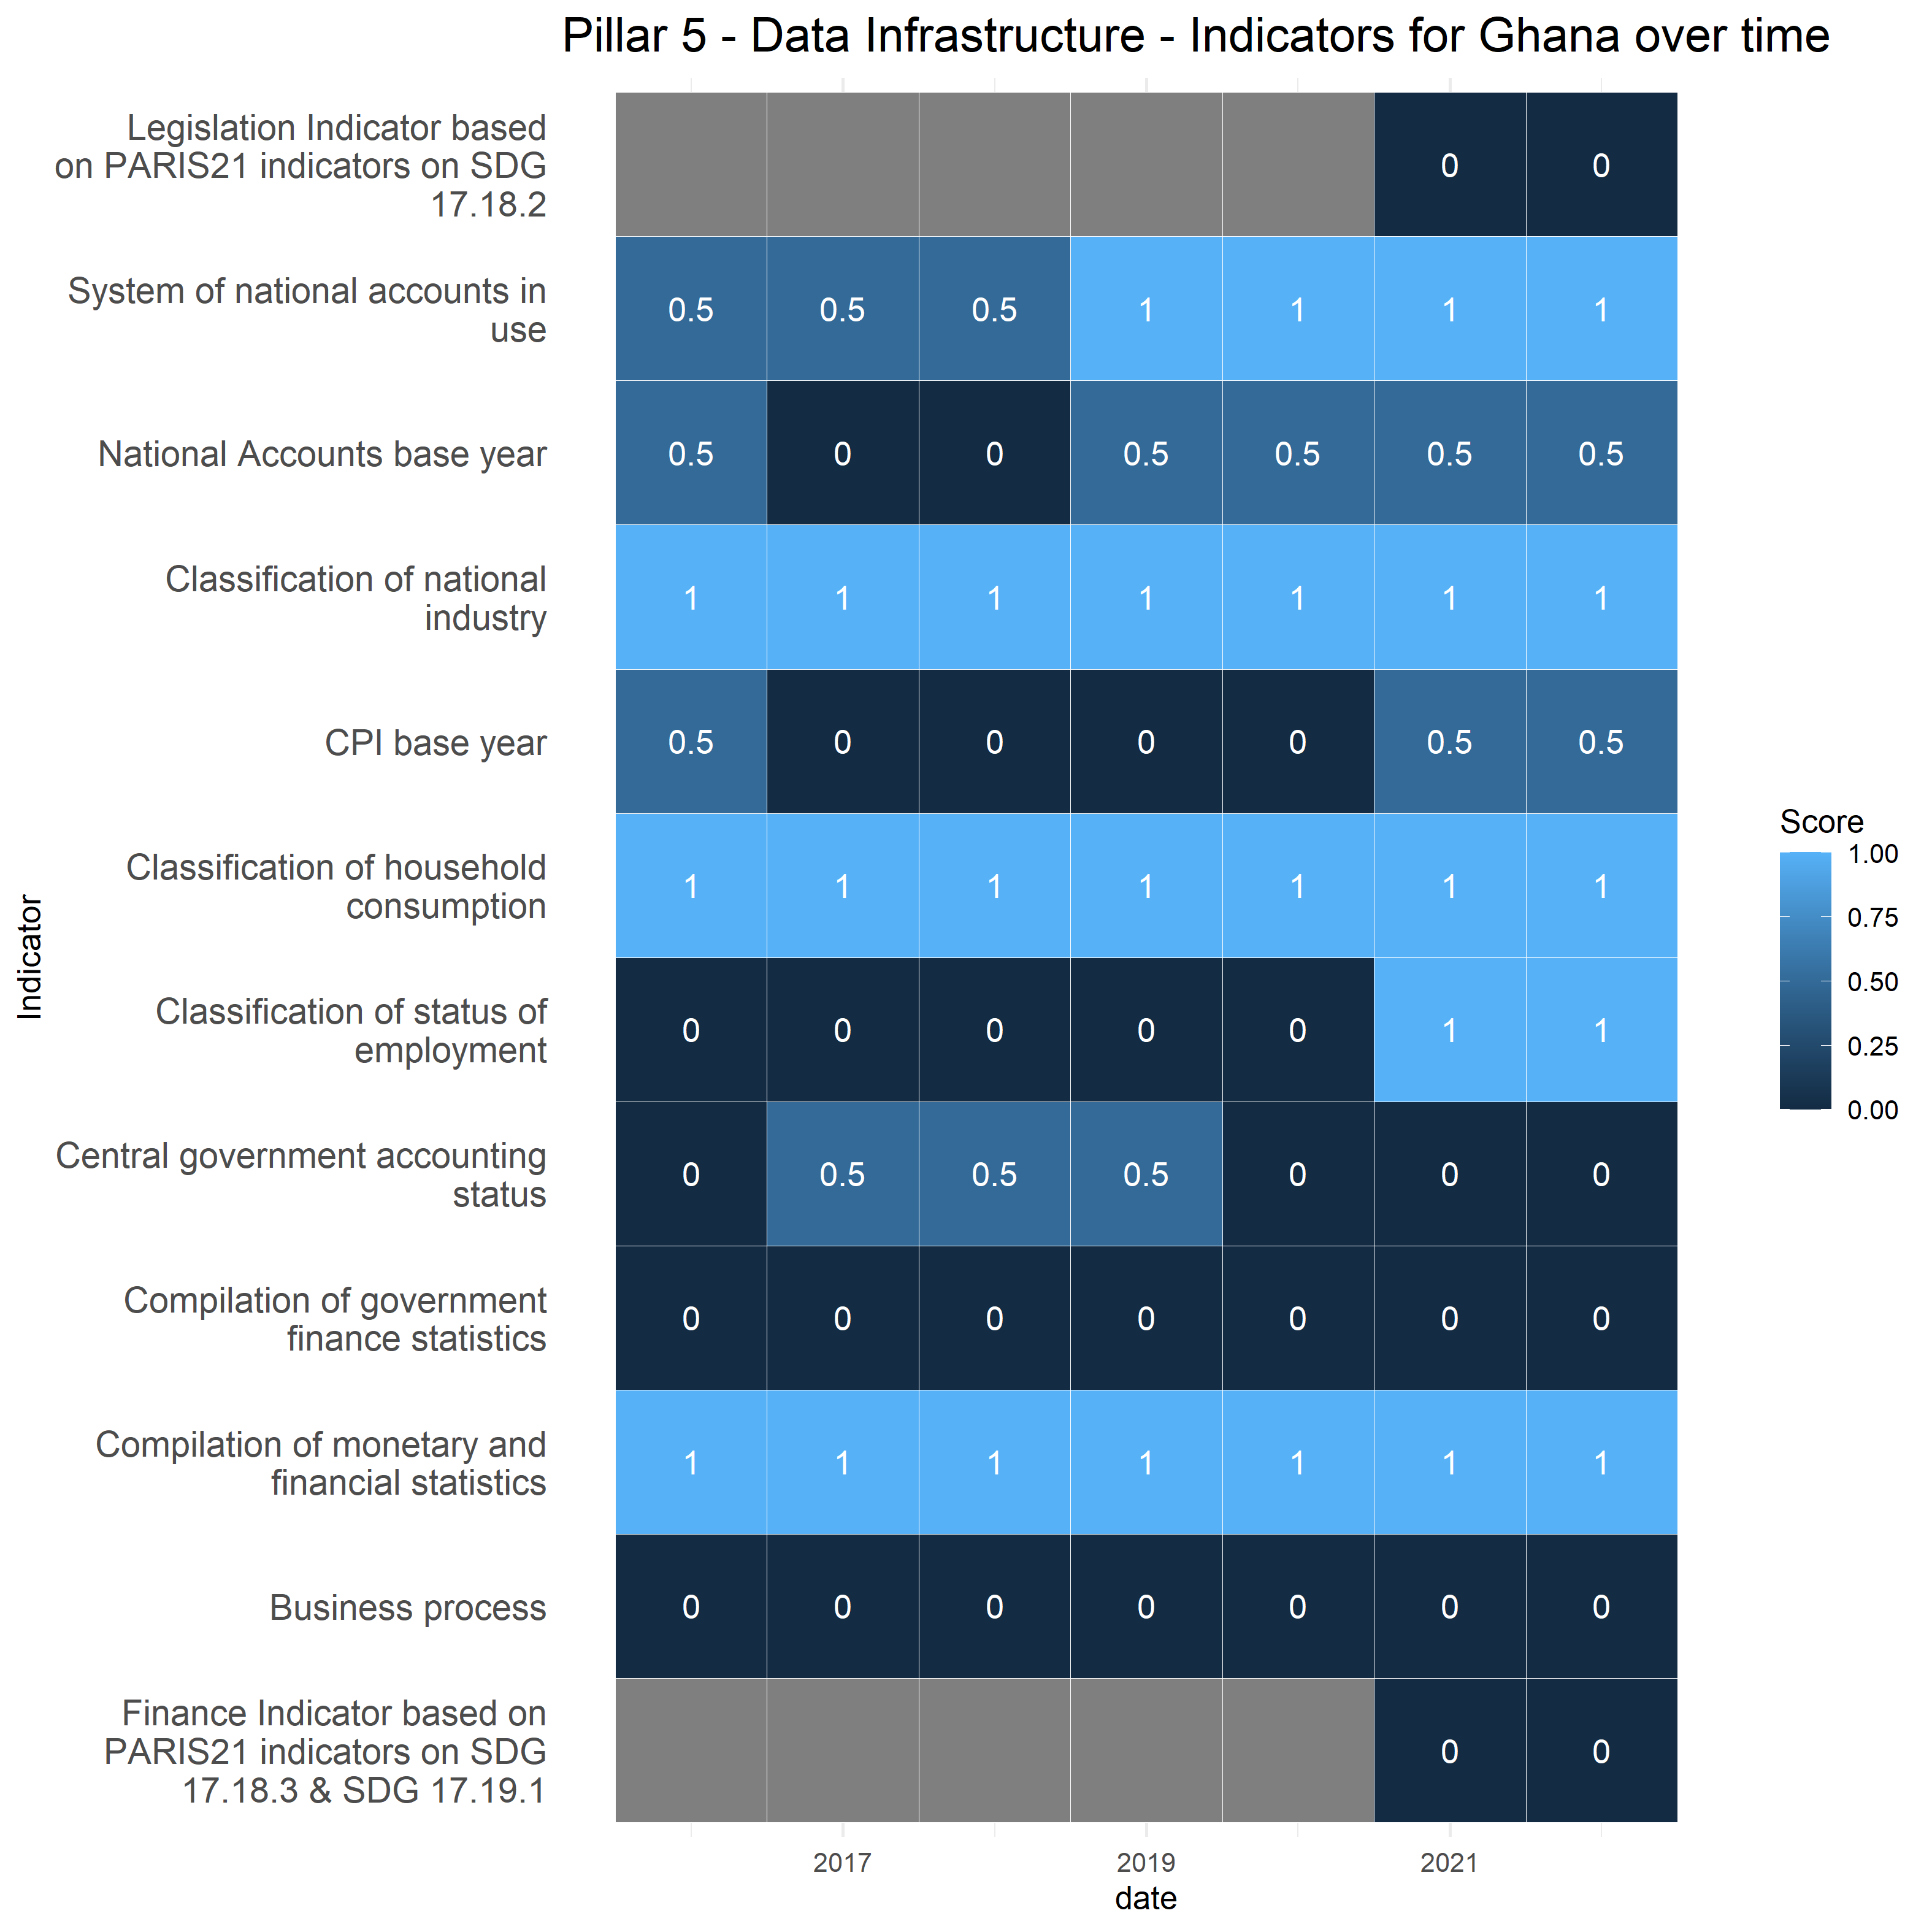 Pillar 5 - Data Infrastructure - Indicators for Ghana over time
Legislation Indicator based
on PARIS21 indicators on SDG
17.18.2
0 0
System of national accounts in
use
0.5 0.5 0.5 1 1 1 1
National Accounts base year
0.5 0 0 0.5 0.5 0.5 0.5
Classification of national
industry
1 1 1 1 1 1 1
CPI base year
0.5 0 0 0 0 0.5 0.5
Classification of household
consumption
1 1 1 1 1 1 1
Classification of status of
employment
0 0 0 0 0 1 1
Central government accounting
status
0 0.5 0.5 0.5 0 0 0
Compilation of government
finance statistics
0 0 0 0 0 0 0
Compilation of monetary and
financial statistics
1 1 1 1 1 1 1
Business process
0 0 0 0 0 0 0
Finance Indicator based on
PARIS21 indicators on SDG
17.18.3 & SDG 17.19.1
0 0
Indicator
2017 2019 2021
date
Score
1.00
0.75
0.50
0.25
0.00